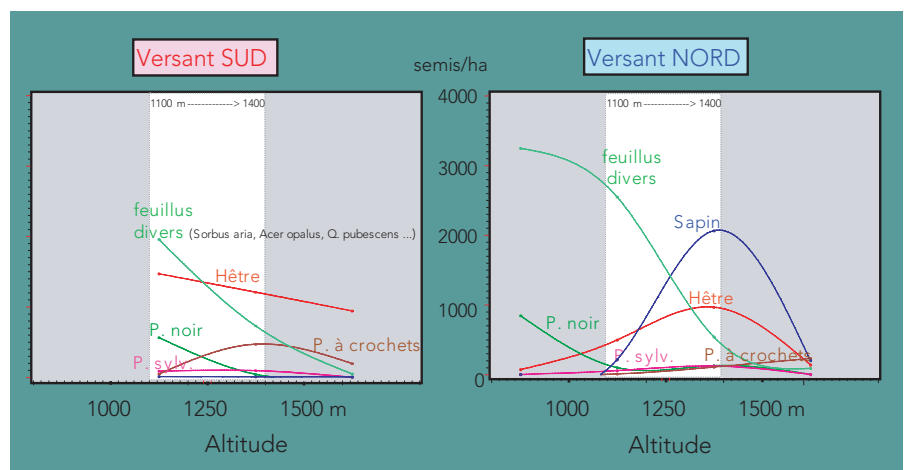 Versant SUD
semis/ha
Versant NORD
1100 m -------------> 1400
feuillus
divers (Sorbus aria, Acer opalus, Q. pubescens ...)
Hêtre
P. noir
P. à crochets
P. sylv.
1000 1250 1500 m
Altitude
4000
3000
2000
1000
0
1100 m -------------> 1400
feuillus
divers
Sapin
Hêtre
P. noir
P. sylv.
P. à crochets
1000 1250 1500 m
Altitude